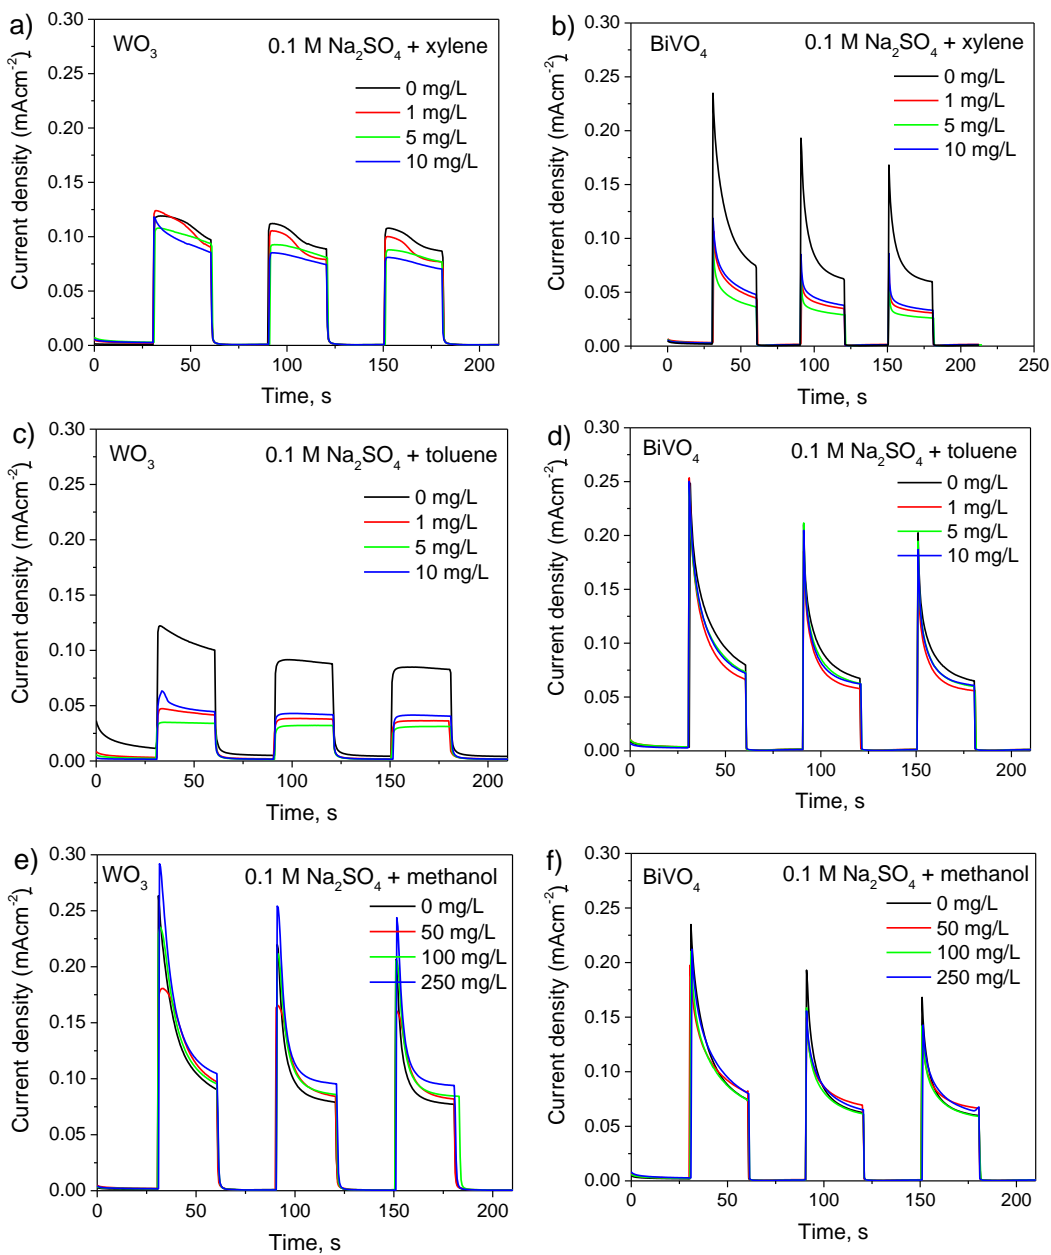 a)
WO3
0.1 M Na2SO4 + xylene
0 mg/L
1 mg/L
5 mg/L
10 mg/L
Current density (mAcm-2)
0.30
0.25
0.20
0.15
0.10
0.05
0.00
0 50 100 150 200
Time, s
b)
BiVO4
0.1 M Na2SO4 + xylene
0 mg/L
1 mg/L
5 mg/L
10 mg/L
Current density (mAcm-2)
0.30
0.25
0.20
0.15
0.10
0.05
0.00
0 50 100 150 200 250
Time, s
c)
WO3
0.1 M Na2SO4 + toluene
0 mg/L
1 mg/L
5 mg/L
10 mg/L
Current density (mAcm-2)
0.30
0.25
0.20
0.15
0.10
0.05
0.00
0 50 100 150 200
Time, s
d)
BiVO4
0.1 M Na2SO4 + toluene
0 mg/L
1 mg/L
5 mg/L
10 mg/L
Current density (mAcm-2)
0.30
0.25
0.20
0.15
0.10
0.05
0.00
0 50 100 150 200
Time, s
e)
WO3
0.1 M Na2SO4 + methanol
0 mg/L
50 mg/L
100 mg/L
250 mg/L
Current density (mAcm-2)
0.30
0.25
0.20
0.15
0.10
0.05
0.00
0 50 100 150 200
Time, s
f)
BiVO4
0.1 M Na2SO4 + methanol
0 mg/L
50 mg/L
100 mg/L
250 mg/L
Current density (mAcm-2)
0.30
0.25
0.20
0.15
0.10
0.05
0.00
0 50 100 150 200
Time, s